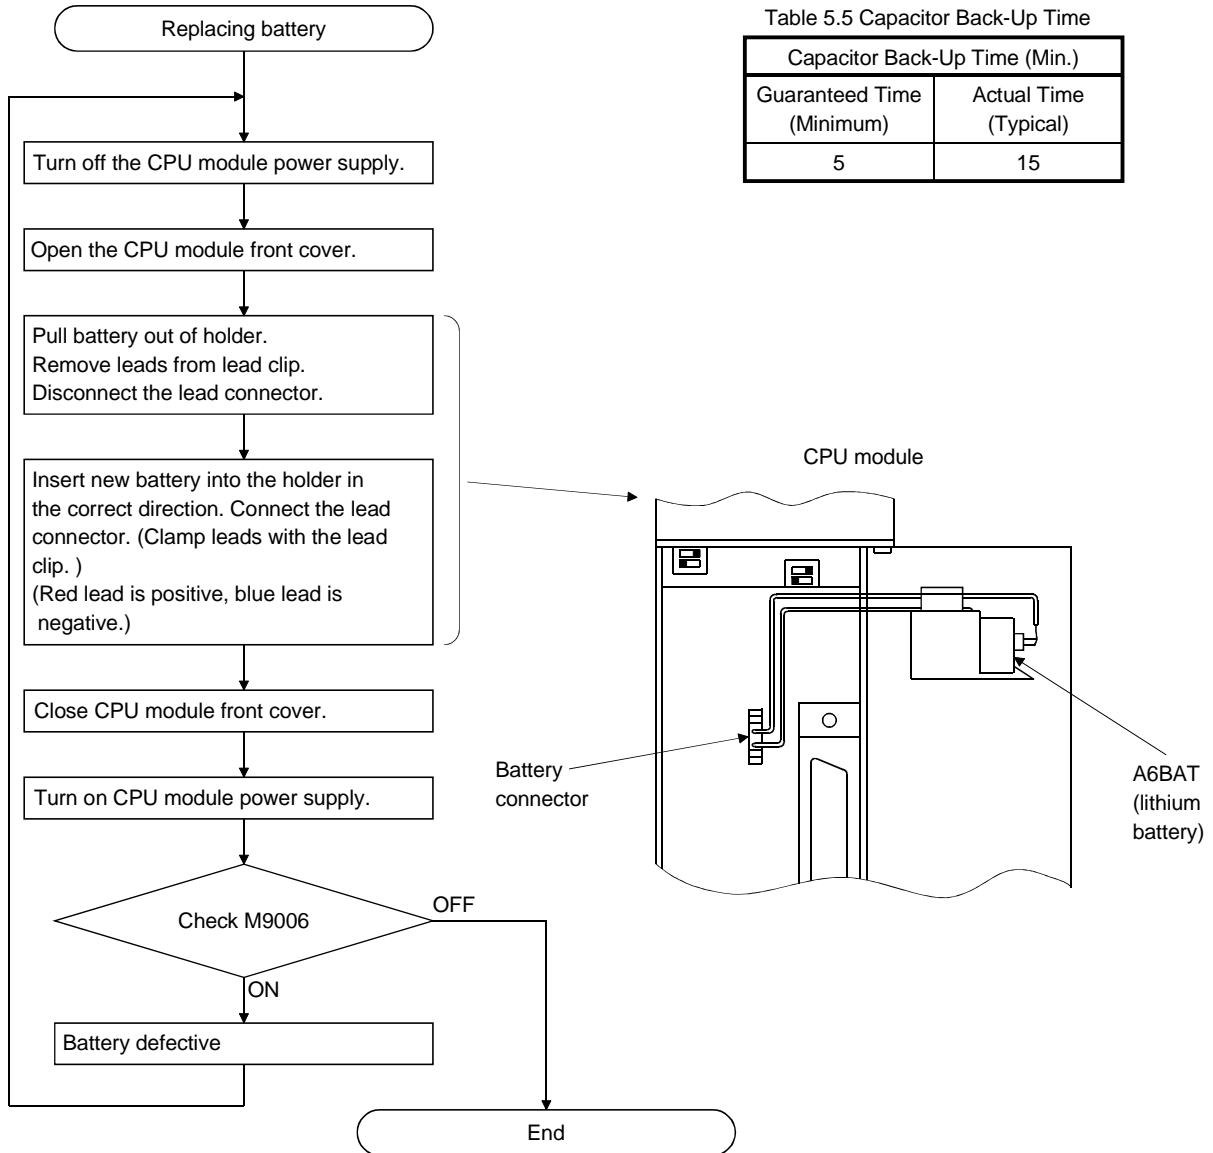 Replacing battery
Turn off the CPU module power supply.
Open the CPU module front cover.
Pull battery out of holder.
Remove leads from lead clip.
Disconnect the lead connector.
Insert new battery into the holder in
the correct direction. Connect the lead
connector. (Clamp leads with the lead
clip. )
(Red lead is positive, blue lead is
negative.)
Close CPU module front cover.
Turn on CPU module power supply.
Check M9006
OFF
ON
Battery defective
End
Table 5.5 Capacitor Back-Up Time
Capacitor Back-Up Time (Min.)
Guaranteed Time
(Minimum)
Actual Time
(Typical)
5
15
CPU module
Battery
connector
A6BAT
(lithium
battery)